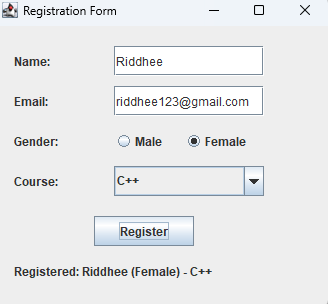 Registration Form
Name: Riddhee
Email: riddhee123@gmail.com
Gender: Male Female
Course: C++
Register
Registered: Riddhee (Female) - C++